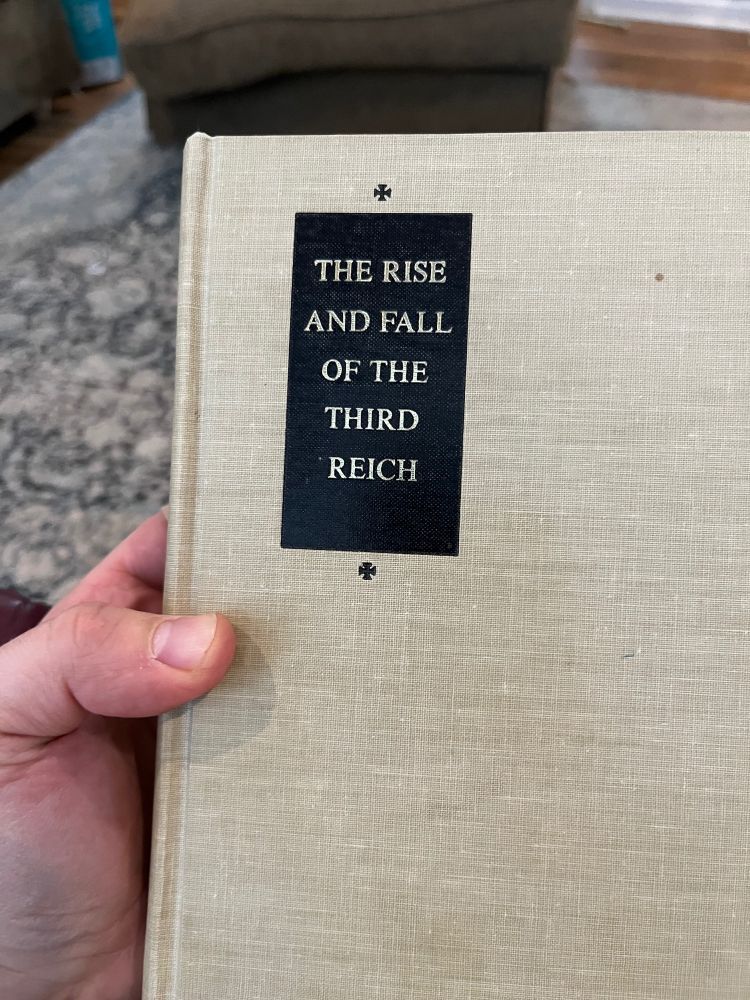 THE RISE
AND FALL
OF THE
THIRD
REICH